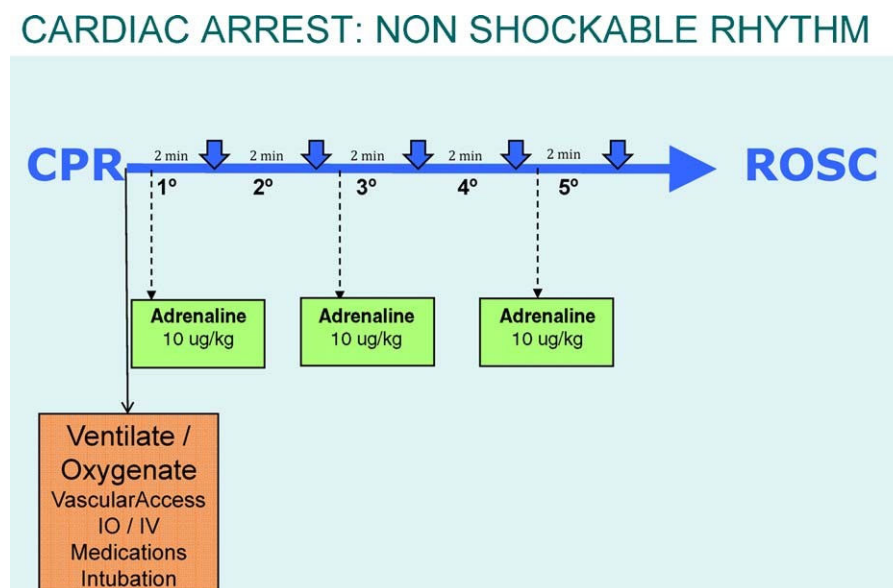 CARDIAC ARREST: NON SHOCKABLE RHYTHM
CPR
2 min
2 min
2 min
2 min
2 min
ROSC
1º
2º
3º
4º
5º
Adrenaline
10 ug/kg
Adrenaline
10 ug/kg
Adrenaline
10 ug/kg
Ventilate /
Oxygenate
VascularAccess
IO / IV
Medications
Intubation